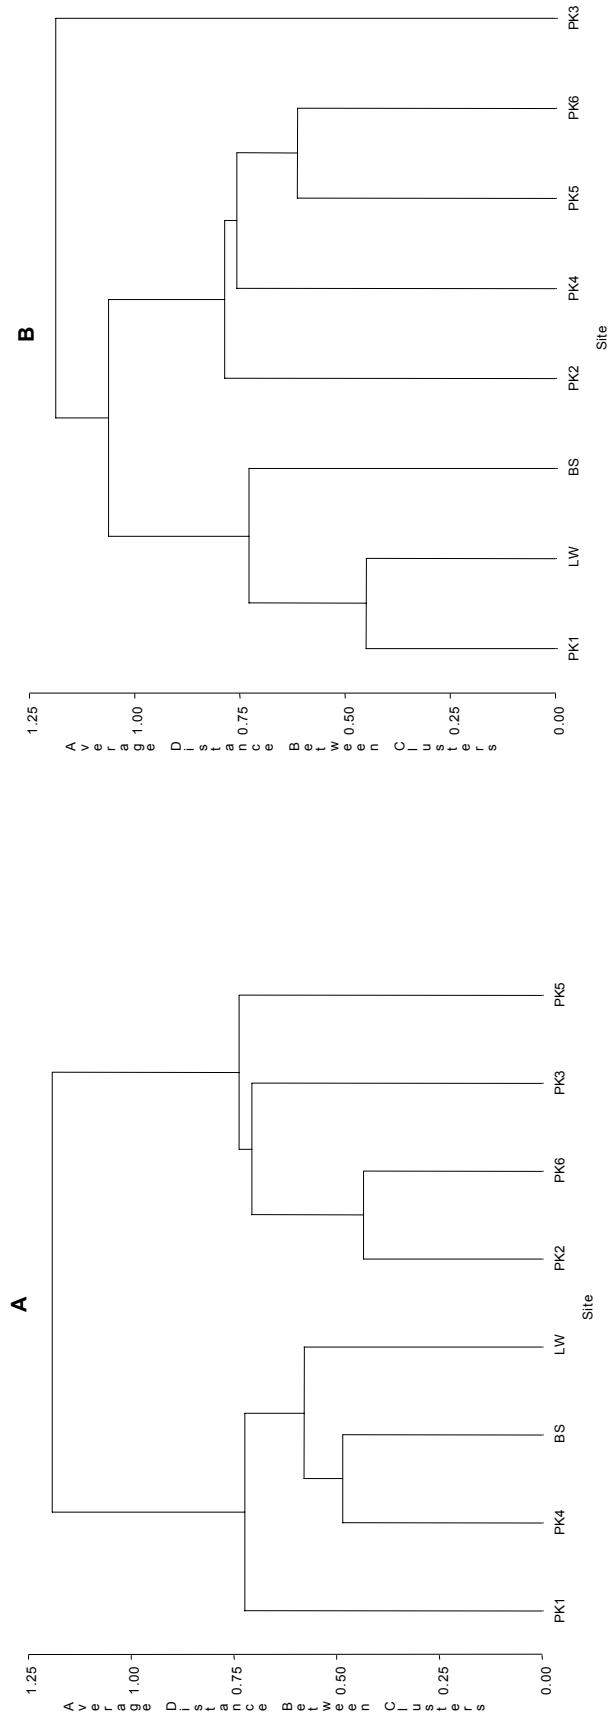 A
Average Distance Between Clusters
1.25
1.00
0.75
0.50
0.25
0.00
PK1 PK4 BS LW PK2 PK6 PK3 PK5
Site
B
Average Distance Between Clusters
1.25
1.00
0.75
0.50
0.25
0.00
PK1 LW BS PK2 PK4 PK5 PK6 PK3
Site